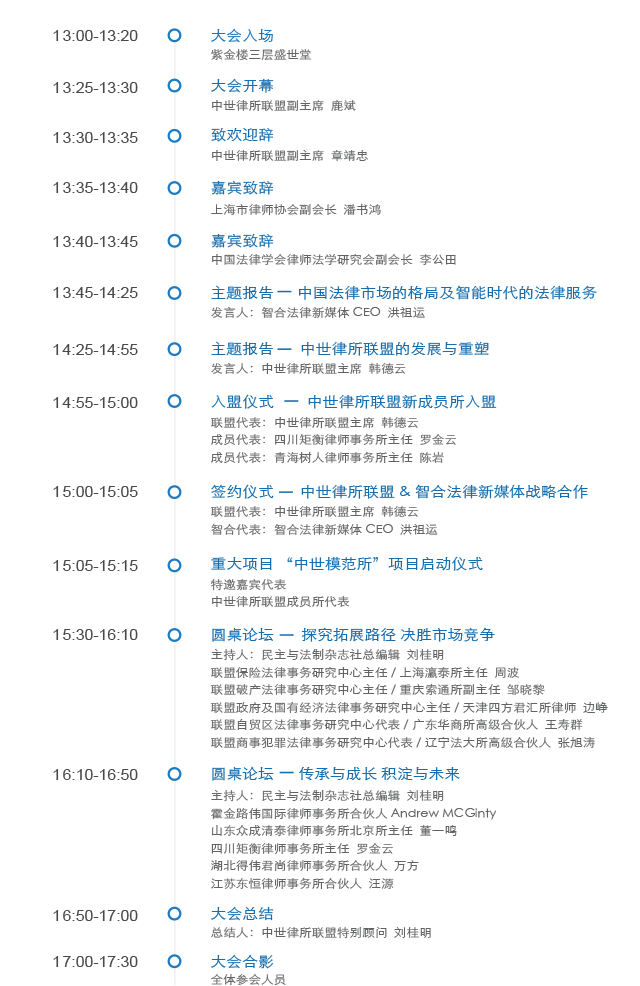 13:00-13:20 大会入场
紫金楼三层盛世堂
13:25-13:30 大会开幕
中世律所联盟副主席 鹿斌
13:30-13:35 致欢迎辞
中世律所联盟副主席 章靖忠
13:35-13:40 嘉宾致辞
上海市律师协会副会长 潘书鸿
13:40-13:45 嘉宾致辞
中国法律学会律师法学研究会副会长 李公田
13:45-14:25 主题报告 一 中国法律市场的格局及智能时代的法律服务
发言人：智合法律新媒体 CEO 洪祖运
14:25-14:55 主题报告 一 中世律所联盟的发展与重塑
发言人：中世律所联盟主席 韩德云
14:55-15:00 入盟仪式 一 中世律所联盟新成员所入盟
联盟代表：中世律所联盟主席 韩德云
成员代表：四川矩衡律师事务所主任 罗金云
成员代表：青海树人律师事务所主任 陈岩
15:00-15:05 签约仪式 一 中世律所联盟 & 智合法律新媒体战略合作
联盟代表：中世律所联盟主席 韩德云
智合代表：智合法律新媒体 CEO 洪祖运
15:05-15:15 重大项目 “中世模范所”项目启动仪式
特邀嘉宾代表
中世律所联盟成员所代表
15:30-16:10 圆桌论坛 一 探究拓展路径 决胜市场竞争
主持人：民主与法制杂志社总编辑 刘桂明
联盟保险法律事务研究中心主任 / 上海瀛泰所主任 周波
联盟破产法律事务研究中心主任 / 重庆索通所副主任 邹晓黎
联盟政府及国有经济法律事务研究中心主任 / 天津四方君汇所律师 边峥
联盟自贸区法律事务研究中心代表 / 广东华商所高级合伙人 王寿群
联盟商事犯罪法律事务研究中心代表 / 辽宁法大所高级合伙人 张旭涛
16:10-16:50 圆桌论坛 一 传承与成长 积淀与未来
主持人：民主与法制杂志社总编辑 刘桂明
霍金路伟国际律师事务所合伙人 Andrew MCGinty
山东众成清泰律师事务所北京所主任 董一鸣
四川矩衡律师事务所主任 罗金云
湖北得伟君尚律师事务所合伙人 万方
江苏东恒律师事务所合伙人 汪源
16:50-17:00 大会总结
总结人：中世律所联盟特别顾问 刘桂明
17:00-17:30 大会合影
全体参会人员